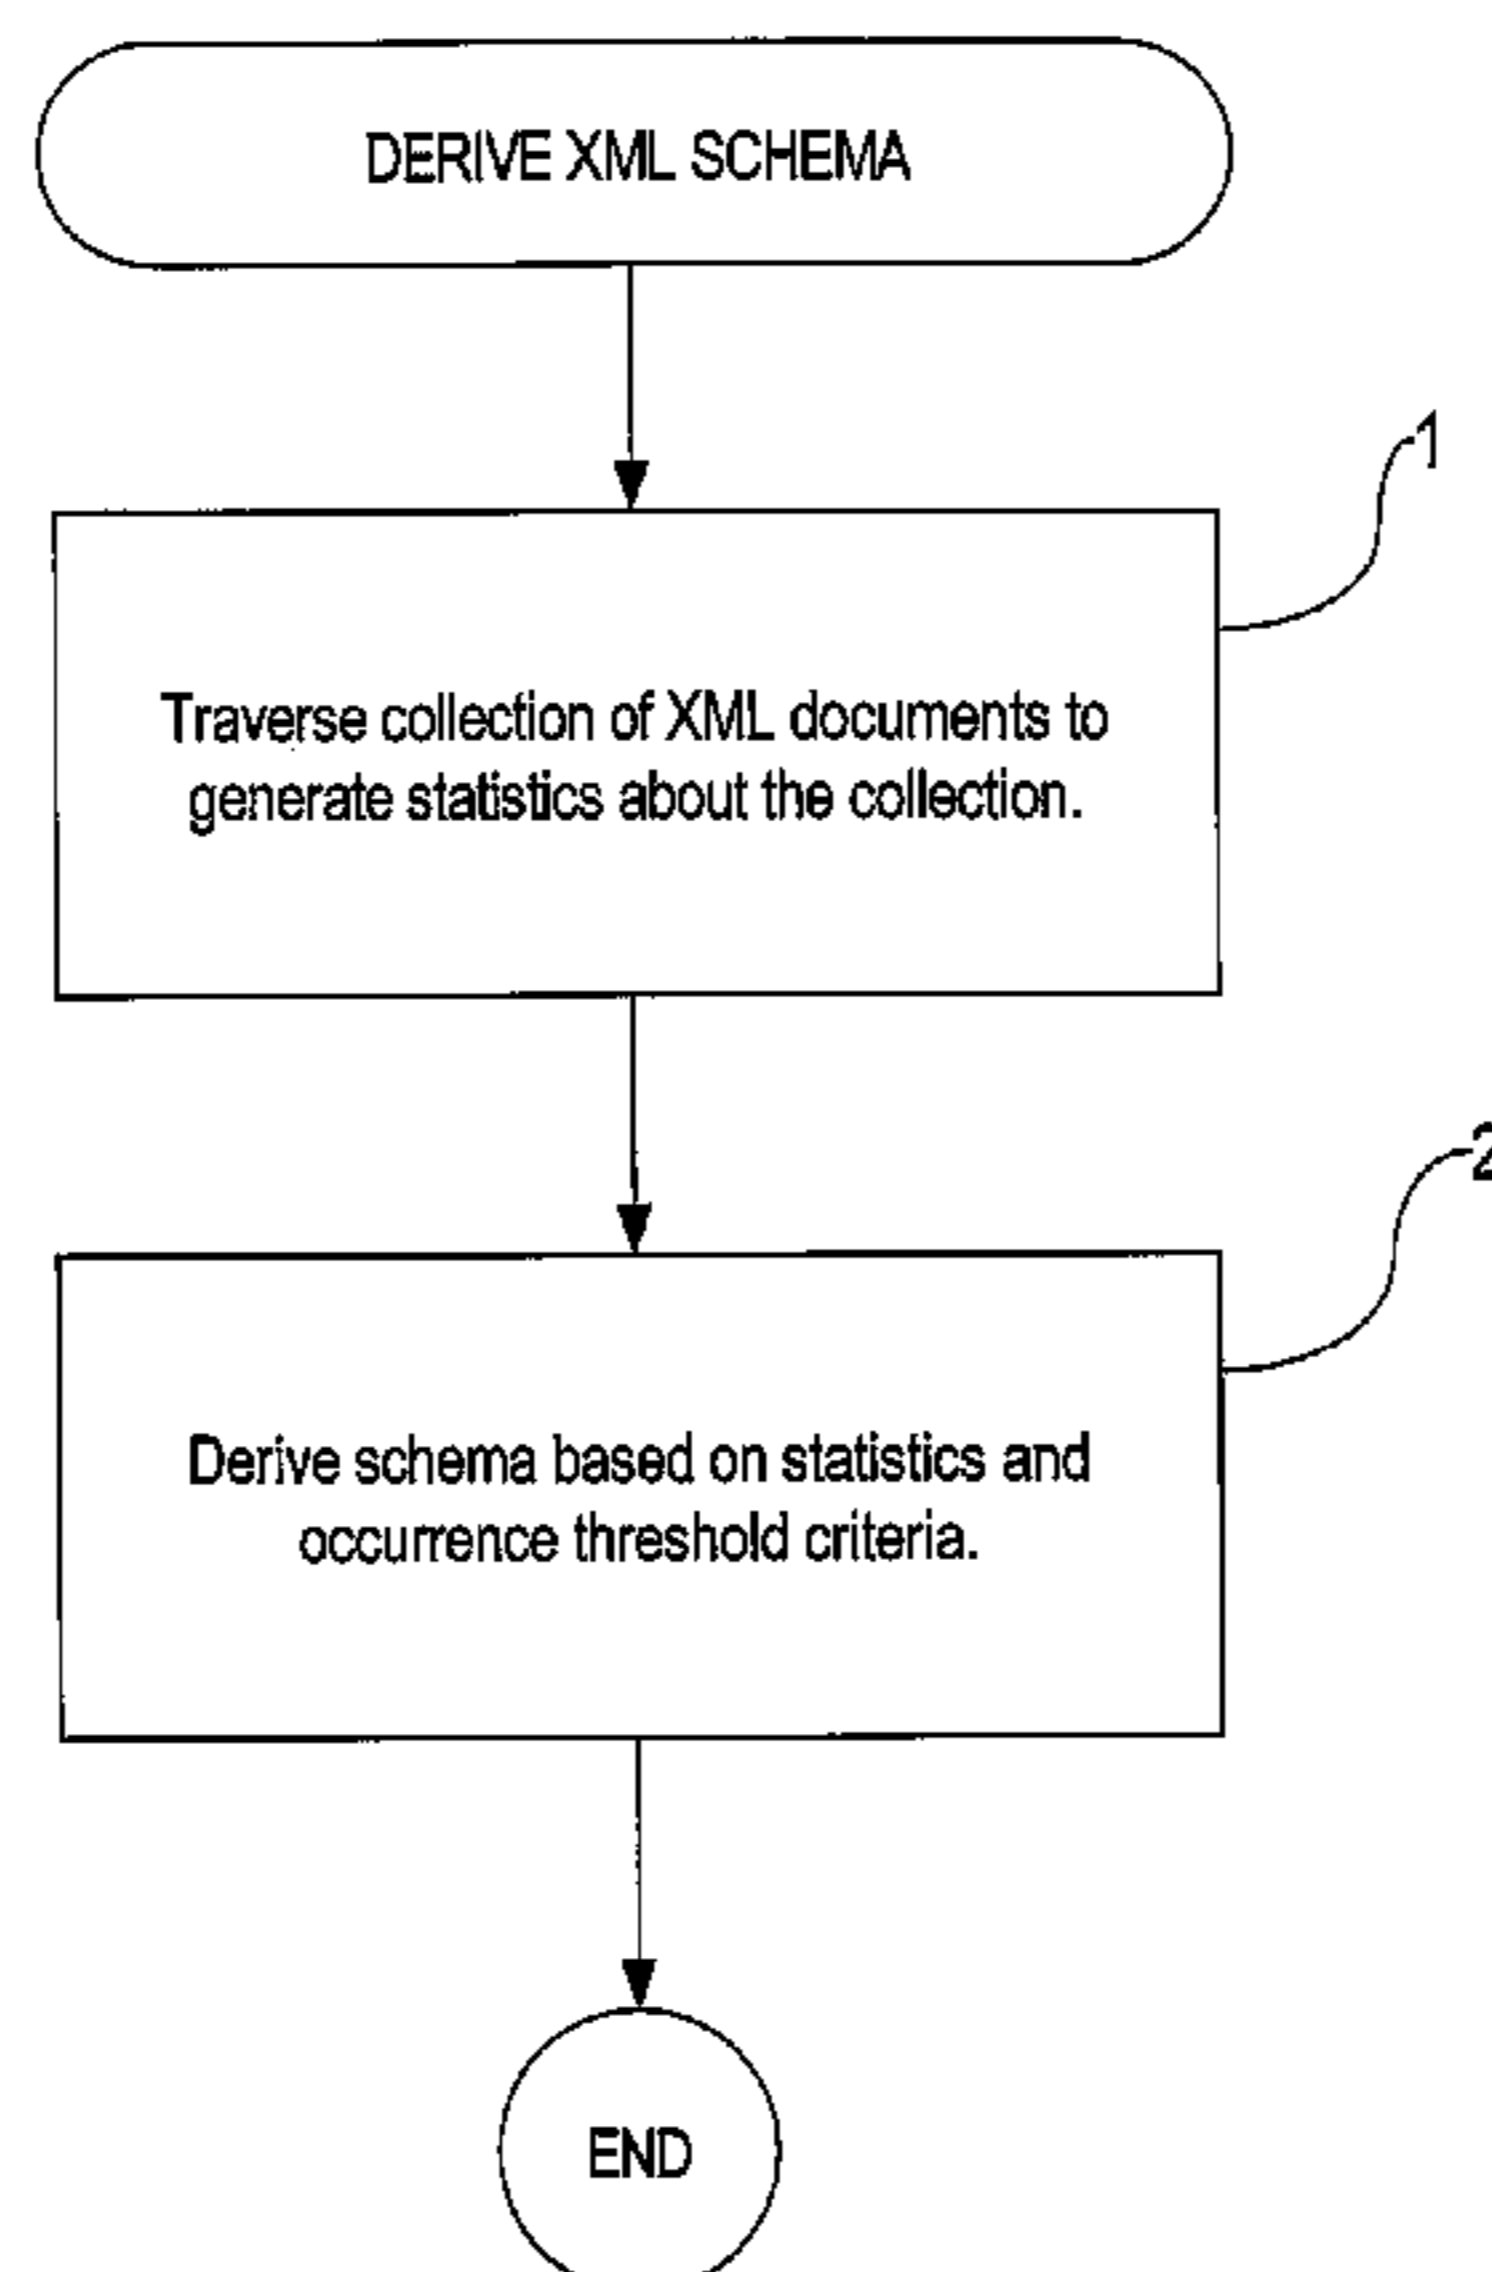 DERIVE XML SCHEMA
1
Traverse collection of XML documents to
generate statistics about the collection.
2
Derive schema based on statistics and
occurrence threshold criteria.
END